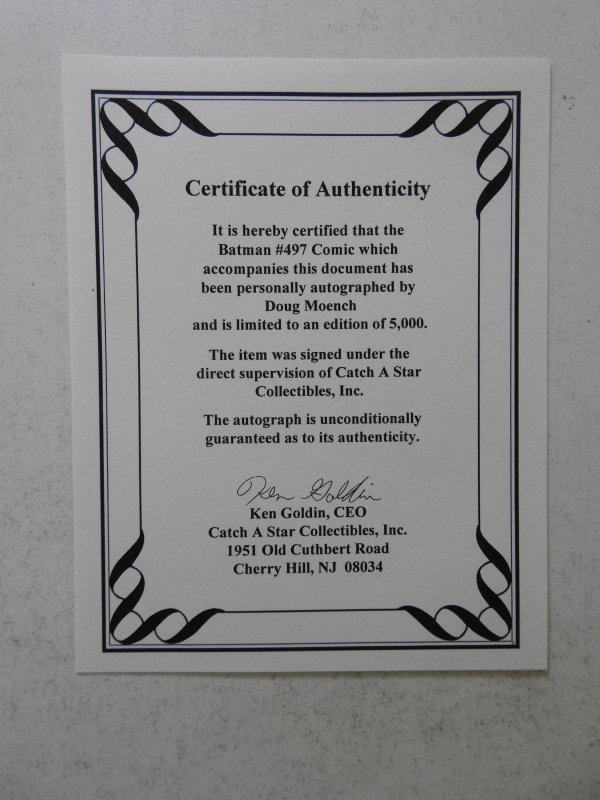 Certificate of Authenticity
It is hereby certified that the
Batman #497 Comic which
accompanies this document has
been personally autographed by
Doug Moench
and is limited to an edition of 5,000.
The item was signed under the
direct supervision of Catch A Star
Collectibles, Inc.
The autograph is unconditionally
guaranteed as to its authenticity.
Ken Goldin
Ken Goldin, CEO
Catch A Star Collectibles, Inc.
1951 Old Cuthbert Road
Cherry Hill, NJ 08034